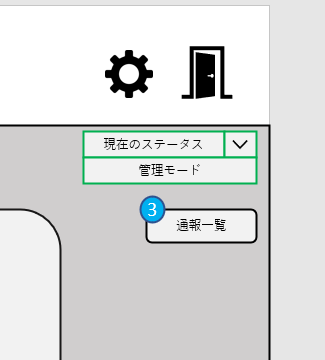 現在のステータス
管理モード
3
通報一覧